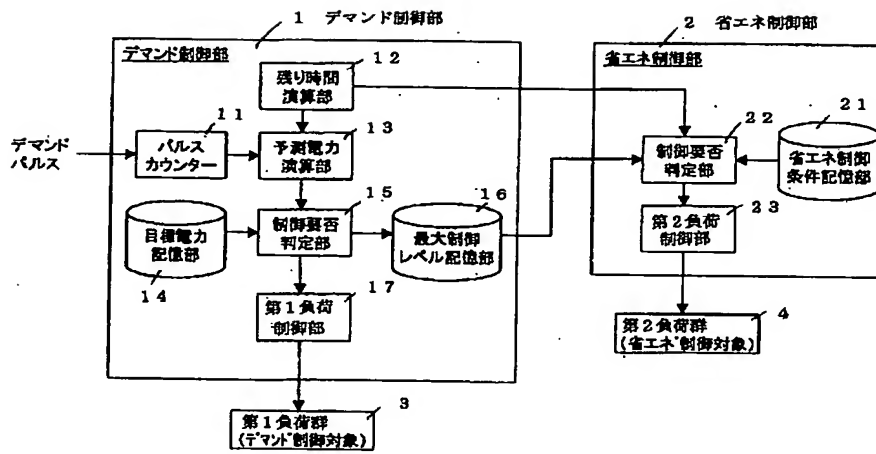 1 デマンド制御部
デマンド制御部
12
残り時間
演算部
11
13
デマンド
パルス
パルス
カウンター
予測電力
演算部
15
16
目標電力
記憶部
14
制御要否
判定部
最大制御
レベル記憶部
17
第1負荷
制御部
3
第1負荷群
(デマンド制御対象)
2 省エネ制御部
省エネ制御部
21
22
制御要否
判定部
省エネ制御
条件記憶部
23
第2負荷
制御部
4
第2負荷群
(省エネ制御対象)